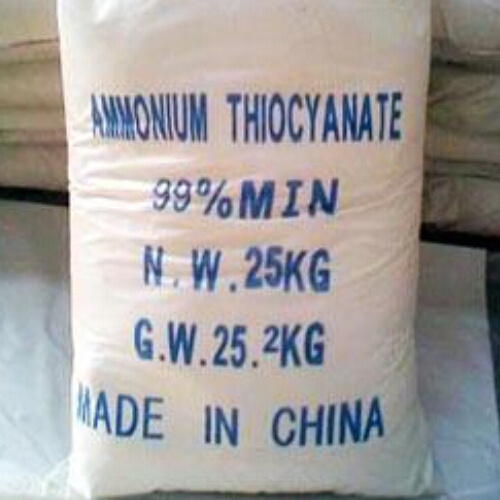 AMMONIUM THIOCYANATE
99%MIN
N.W.25KG
G.W.25.2KG
MADE IN CHINA